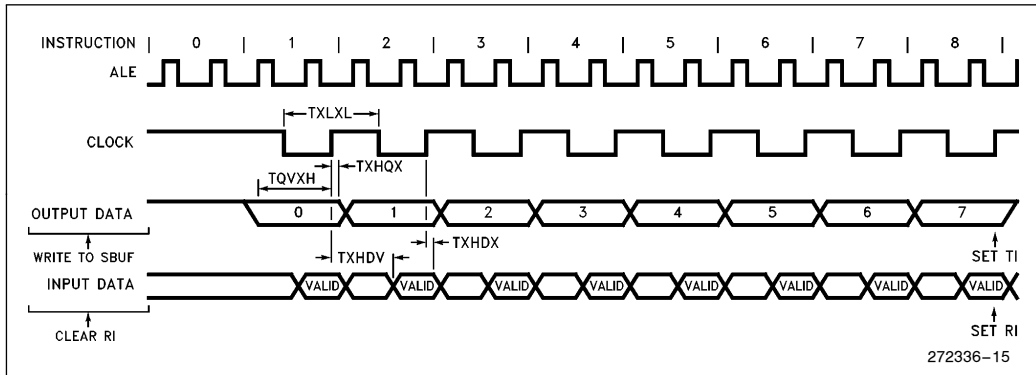 INSTRUCTION | 0 | 1 | 2 | 3 | 4 | 5 | 6 | 7 | 8 |
ALE
TXLXL
CLOCK
TXHQX
TQVXH
OUTPUT DATA 0 1 2 3 4 5 6 7
WRITE TO SBUF
TXHDV
TXHDX
SET TI
INPUT DATA VALID VALID VALID VALID VALID VALID VALID VALID
CLEAR RI
SET RI
272336-15